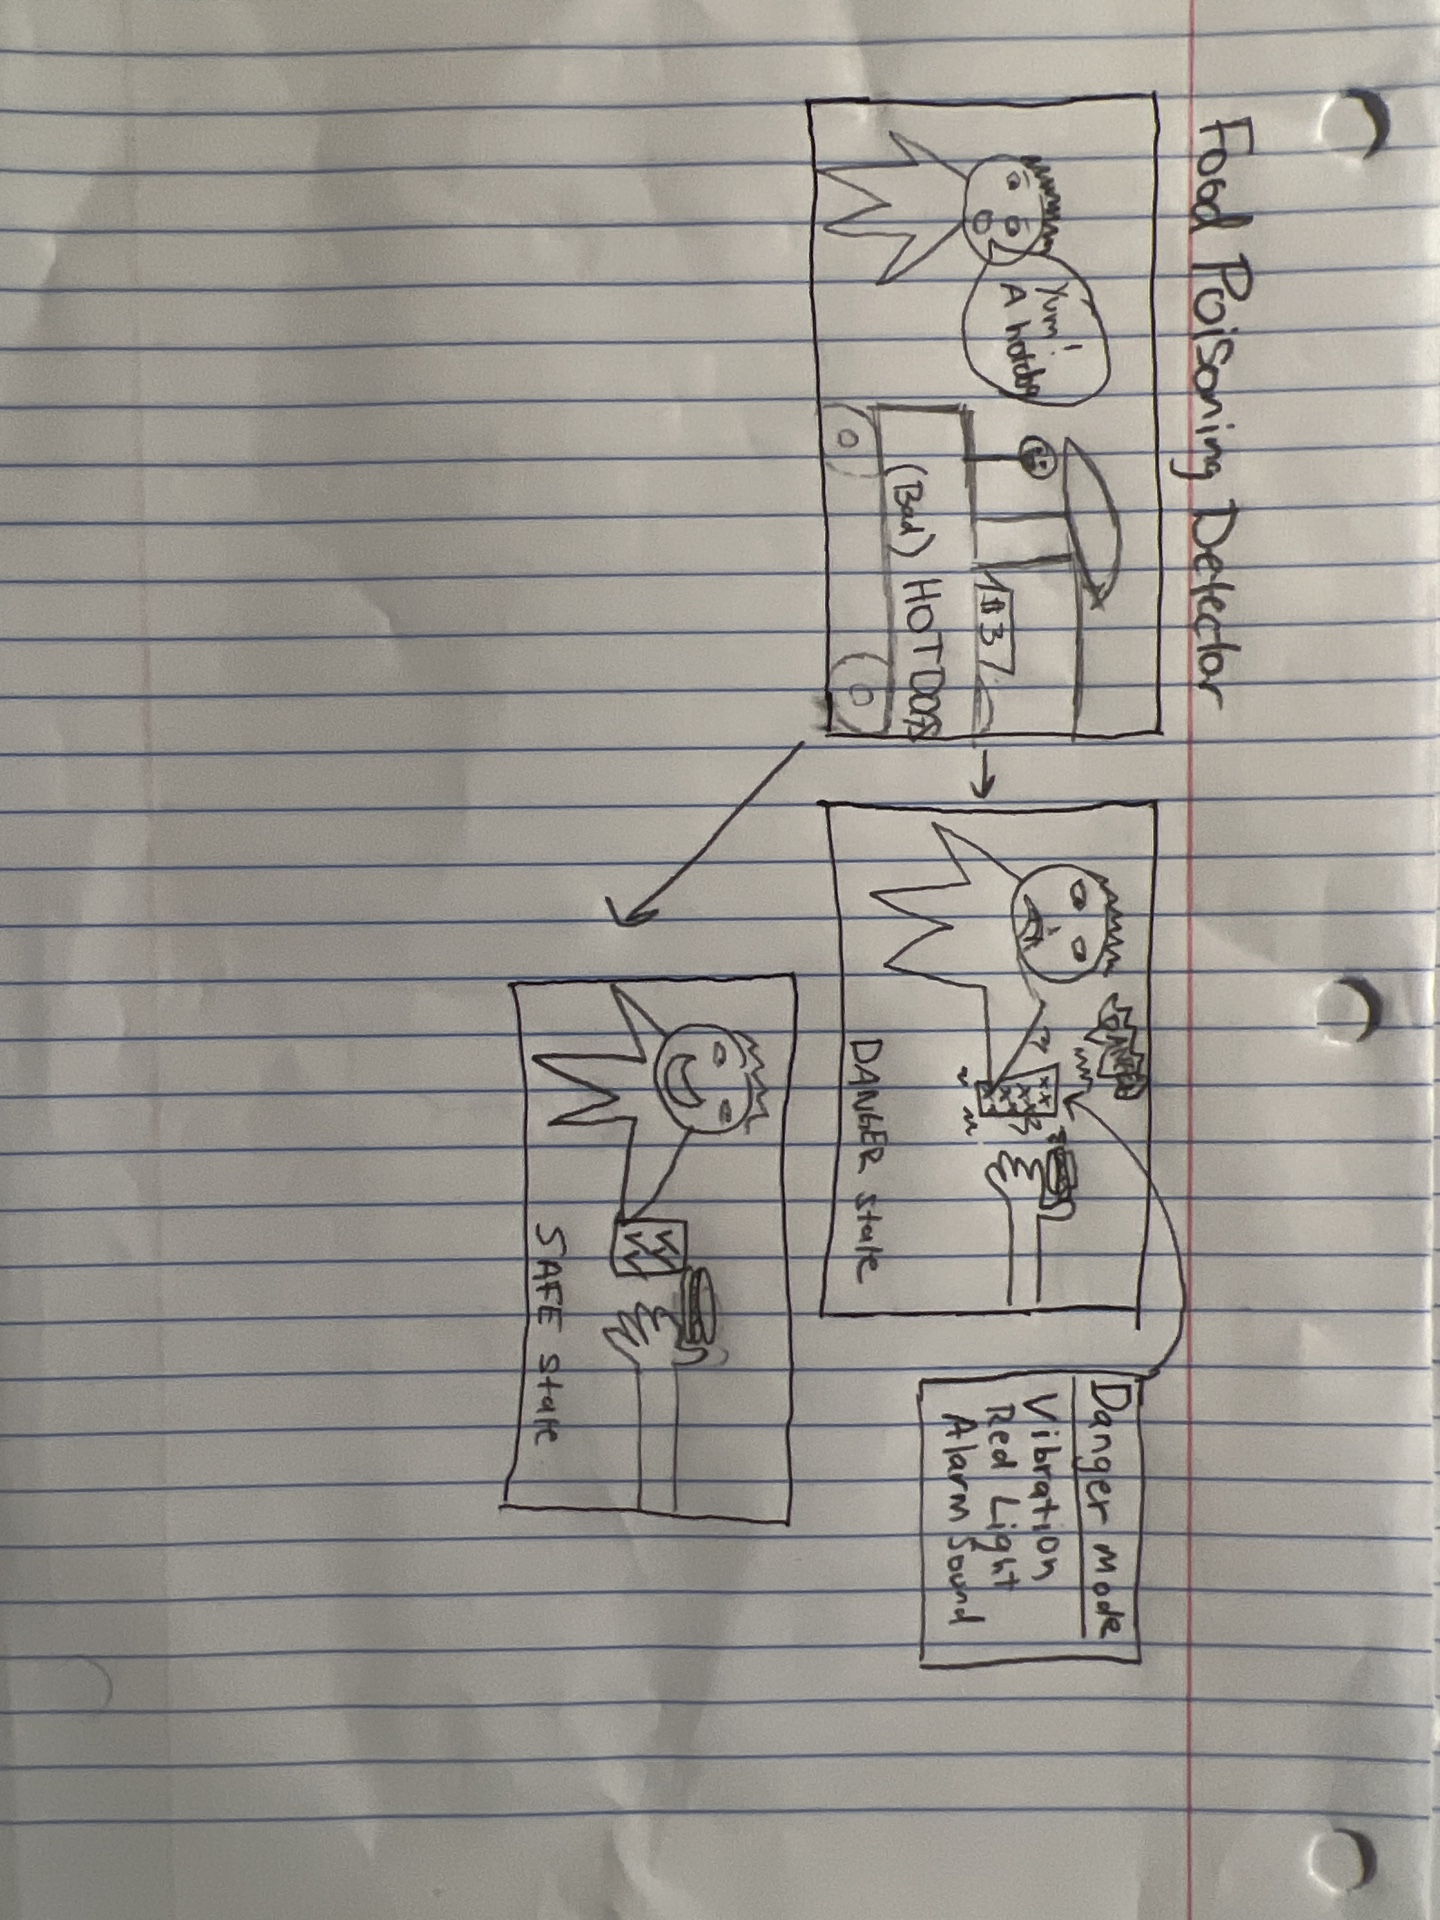 Food Poisoning Detector
Yum!
A hotdog
$3
(Bad) HOTDOGS
DANGER
DANGER state
Danger Mode
Vibration
Red Light
Alarm Sound
SAFE state